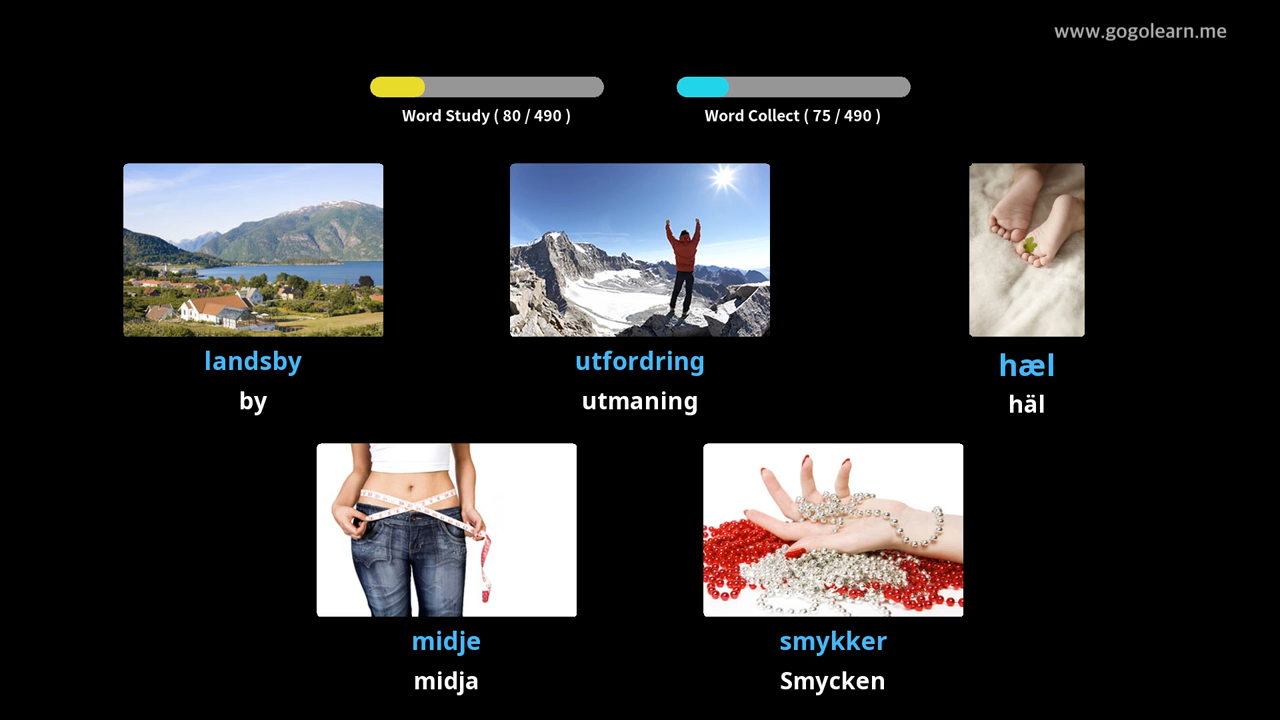 www.gogolearn.me
Word Study ( 80 / 490 )
Word Collect ( 75 / 490 )
landsby
by
utfordring
utmaning
hæl
häl
midje
midja
smykker
Smycken